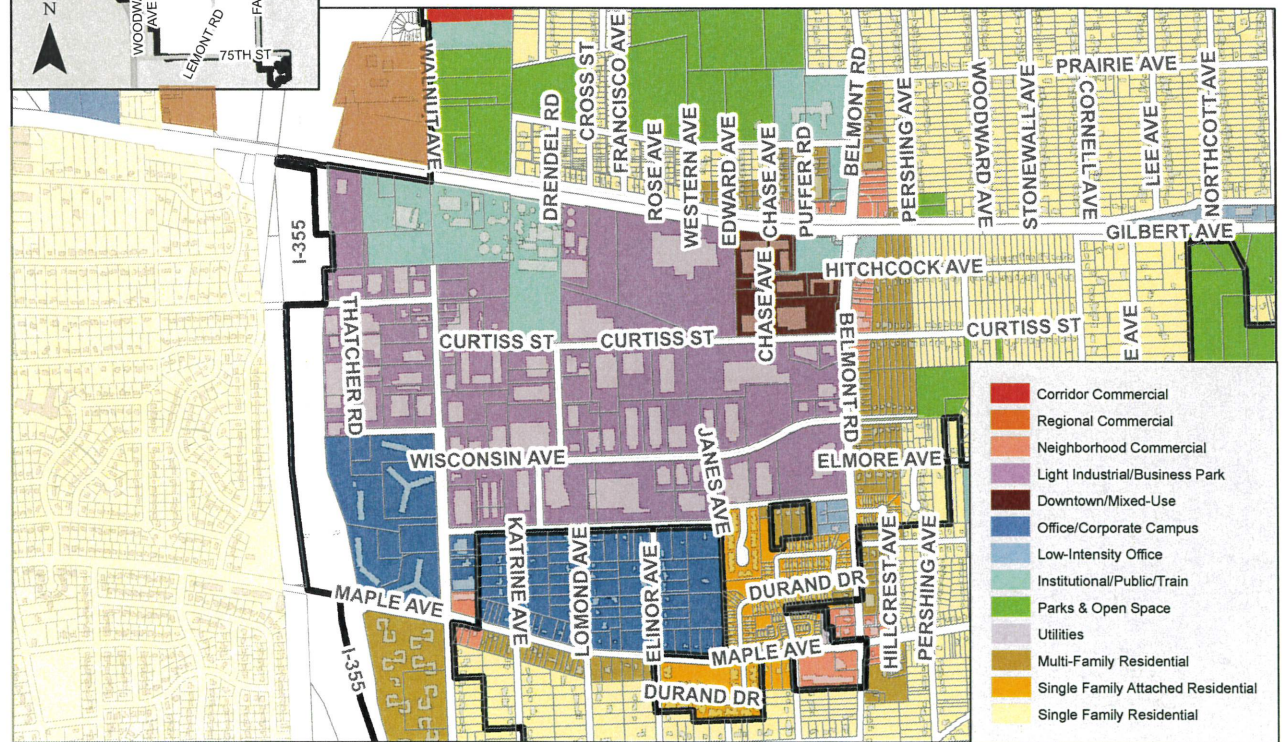 N
WOODW
AVE
LEMONT RD
75TH ST
FA
WALNUT AVE
DRENDEL RD
CROSS ST
FRANCISCO AVE
ROSE AVE
WESTERN AVE
EDWARD AVE
CHASE AVE
PUFFER RD
BELMONT RD
PERSHING AVE
WOODWARD AVE
STONEWALL AVE
PRAIRIE AVE
CORNELL AVE
LEE AVE
NORTHCOTT AVE
GILBERT AVE
I-355
HITCHCOCK AVE
CHASE AVE
THATCHER RD
CURTISS ST
CURTISS ST
BELMONT RD
CURTISS ST
E AVE
WISCONSIN AVE
JANES AVE
ELMORE AVE
KATRINE AVE
LOMOND AVE
ELINOR AVE
DURAND DR
HILLCREST AVE
PERSHING AVE
MAPLE AVE
MAPLE AVE
I-355
DURAND DR
Corridor Commercial
Regional Commercial
Neighborhood Commercial
Light Industrial/Business Park
Downtown/Mixed-Use
Office/Corporate Campus
Low-Intensity Office
Institutional/Public/Train
Parks & Open Space
Utilities
Multi-Family Residential
Single Family Attached Residential
Single Family Residential